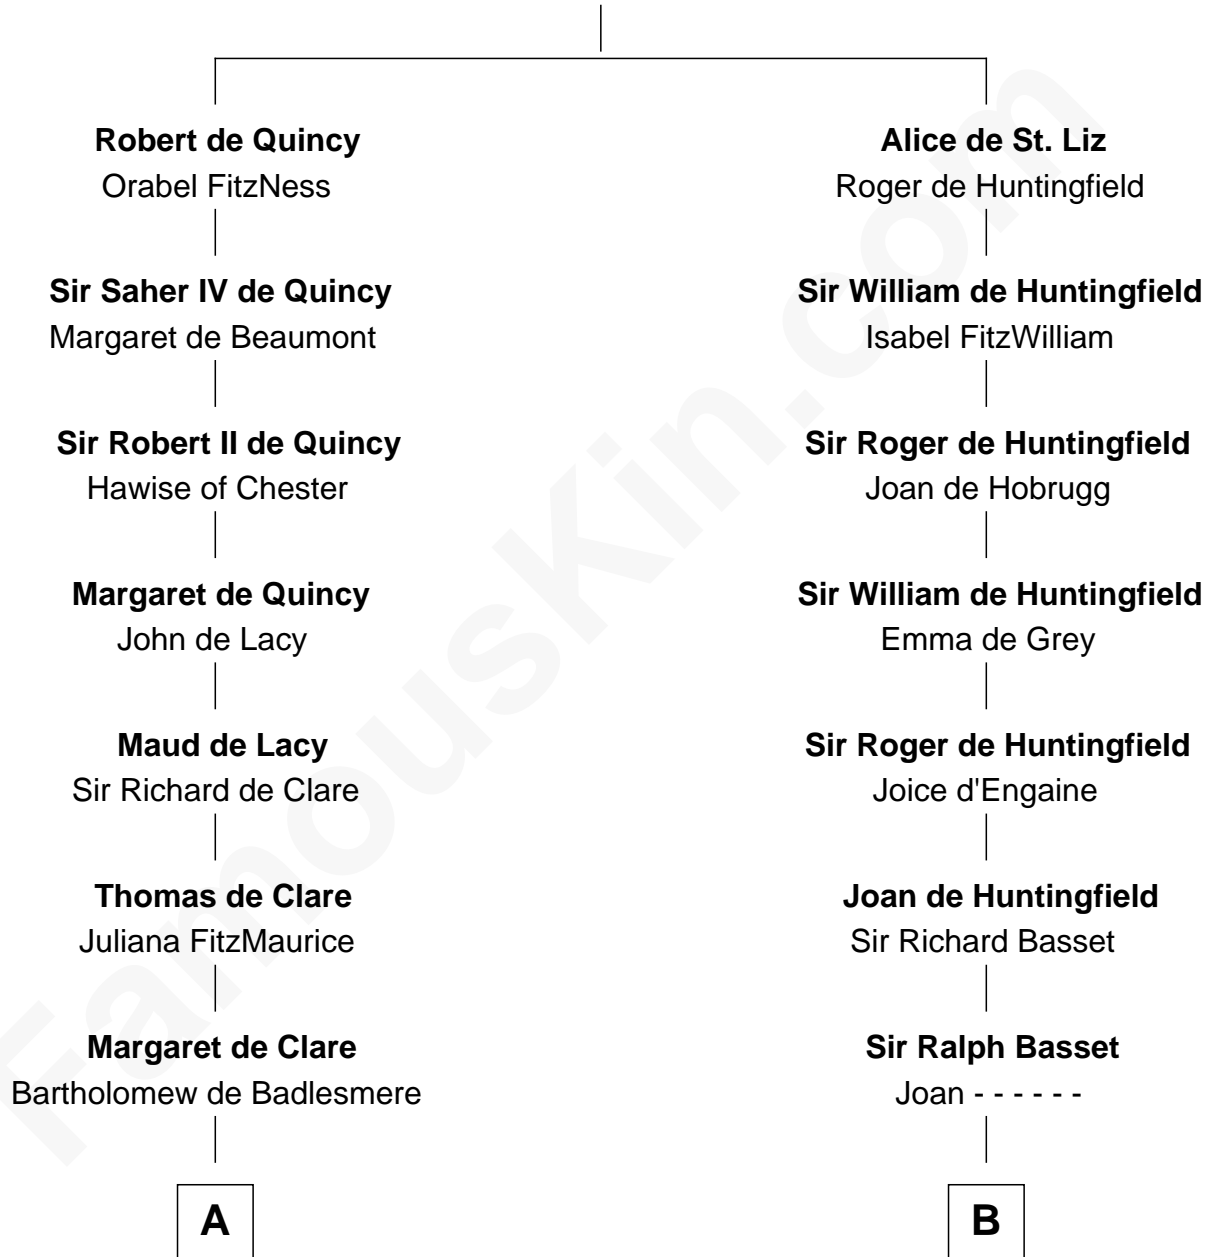 Robert de Quincy
Orabel FitzNess
Sir Saher IV de Quincy
Margaret de Beaumont
Sir Robert II de Quincy
Hawise of Chester
Margaret de Quincy
John de Lacy
Maud de Lacy
Sir Richard de Clare
Thomas de Clare
Juliana FitzMaurice
Margaret de Clare
Bartholomew de Badlesmere
A
Alice de St. Liz
Roger de Huntingfield
Sir William de Huntingfield
Isabel FitzWilliam
Sir Roger de Huntingfield
Joan de Hobrugg
Sir William de Huntingfield
Emma de Grey
Sir Roger de Huntingfield
Joice d'Engaine
Joan de Huntingfield
Sir Richard Basset
Sir Ralph Basset
Joan - - - - - -
B
FamousKin.com